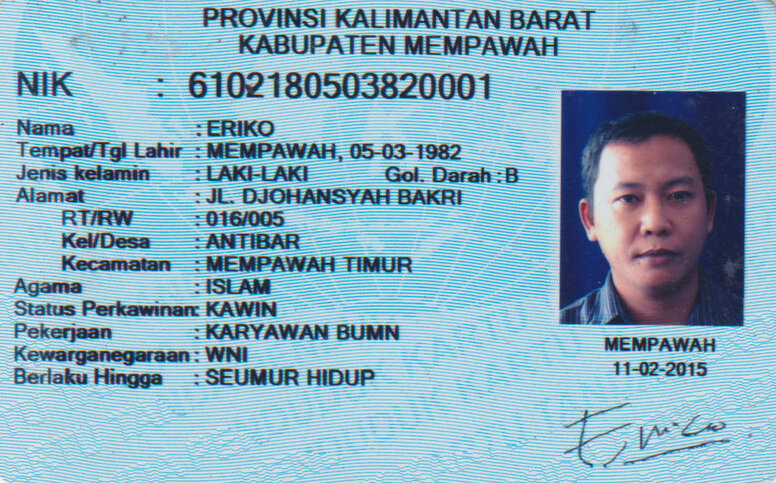 PROVINSI KALIMANTAN BARAT
KABUPATEN MEMPAWAH
NIK : 6102180503820001
Nama : ERIKO
Tempat/Tgl Lahir : MEMPAWAH, 05-03-1982
Jenis kelamin : LAKI-LAKI Gol. Darah : B
Alamat : JL. DJOHANSYAH BAKRI
RT/RW : 016/005
Kel/Desa : ANTIBAR
Kecamatan : MEMPAWAH TIMUR
Agama : ISLAM
Status Perkawinan: KAWIN
Pekerjaan : KARYAWAN BUMN
Kewarganegaraan : WNI
Berlaku Hingga : SEUMUR HIDUP
MEMPAWAH
11-02-2015